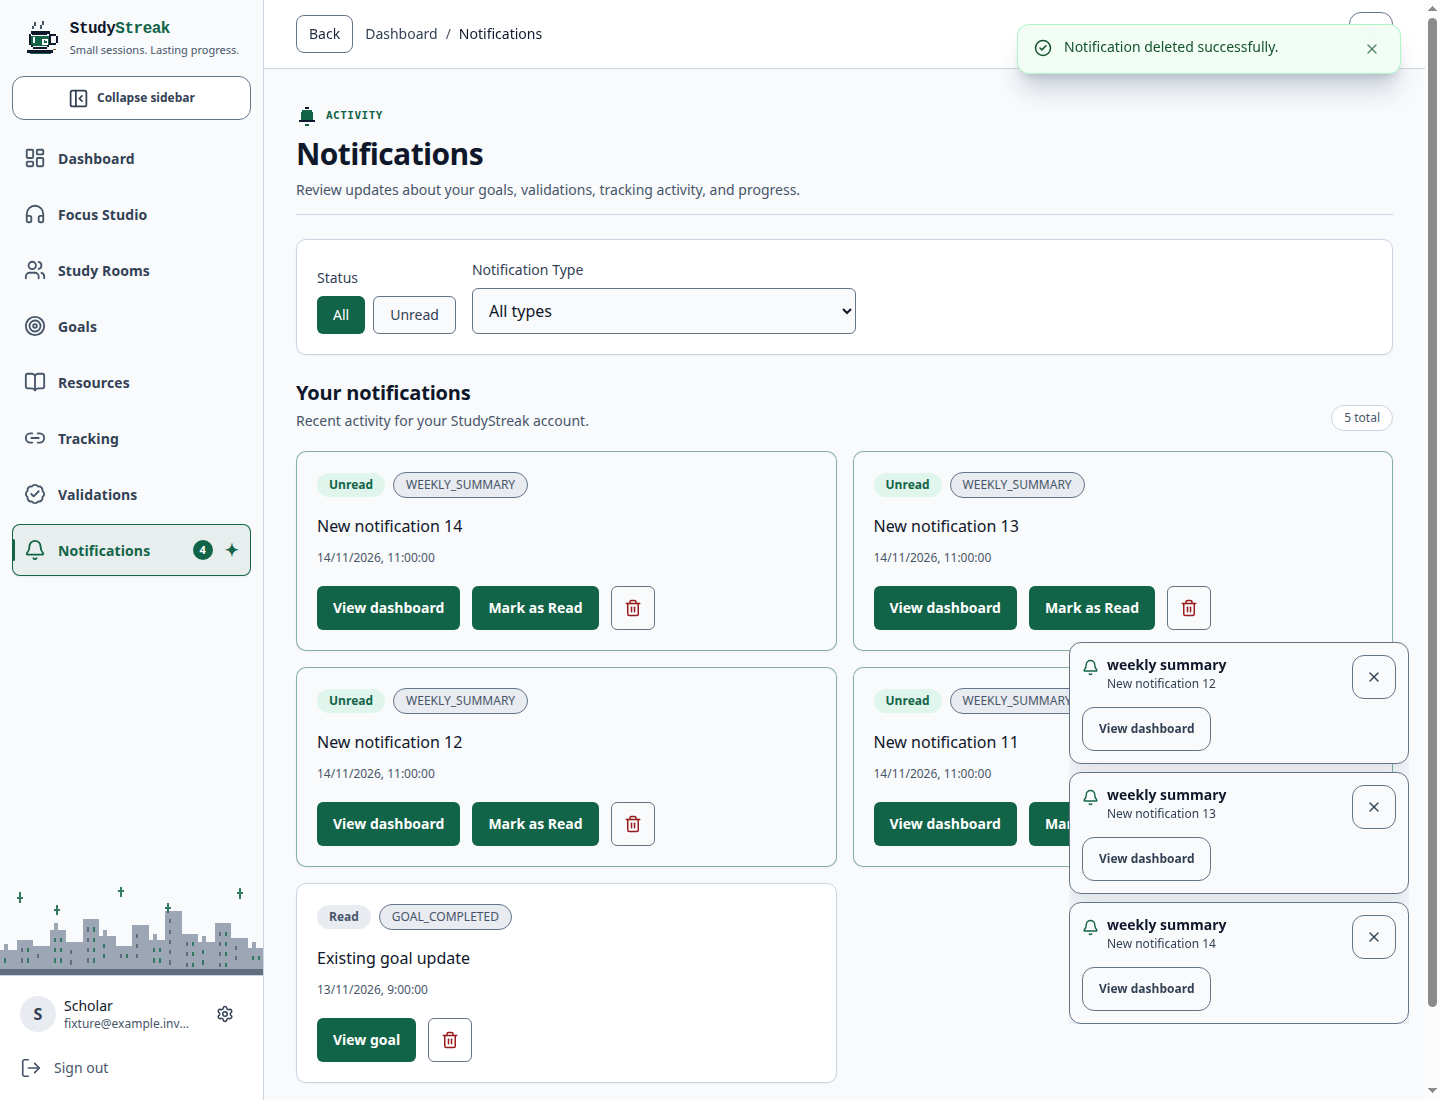 StudyStreak
Small sessions. Lasting progress.
Collapse sidebar
Dashboard
Focus Studio
Study Rooms
Goals
Resources
Tracking
Validations
Notifications 4
S
Scholar
fixture@example.inv...
Sign out
Back
Dashboard / Notifications
Notification deleted successfully.
ACTIVITY
Notifications
Review updates about your goals, validations, tracking activity, and progress.
Status
All
Unread
Notification Type
All types
Your notifications
Recent activity for your StudyStreak account.
5 total
Unread WEEKLY_SUMMARY
New notification 14
14/11/2026, 11:00:00
View dashboard Mark as Read
Unread WEEKLY_SUMMARY
New notification 13
14/11/2026, 11:00:00
View dashboard Mark as Read
Unread WEEKLY_SUMMARY
New notification 12
14/11/2026, 11:00:00
View dashboard Mark as Read
Unread WEEKLY_SUMMARY
New notification 11
14/11/2026, 11:00:00
View dashboard
Read GOAL_COMPLETED
Existing goal update
13/11/2026, 9:00:00
View goal
weekly summary
New notification 12
View dashboard
weekly summary
New notification 13
View dashboard
weekly summary
New notification 14
View dashboard